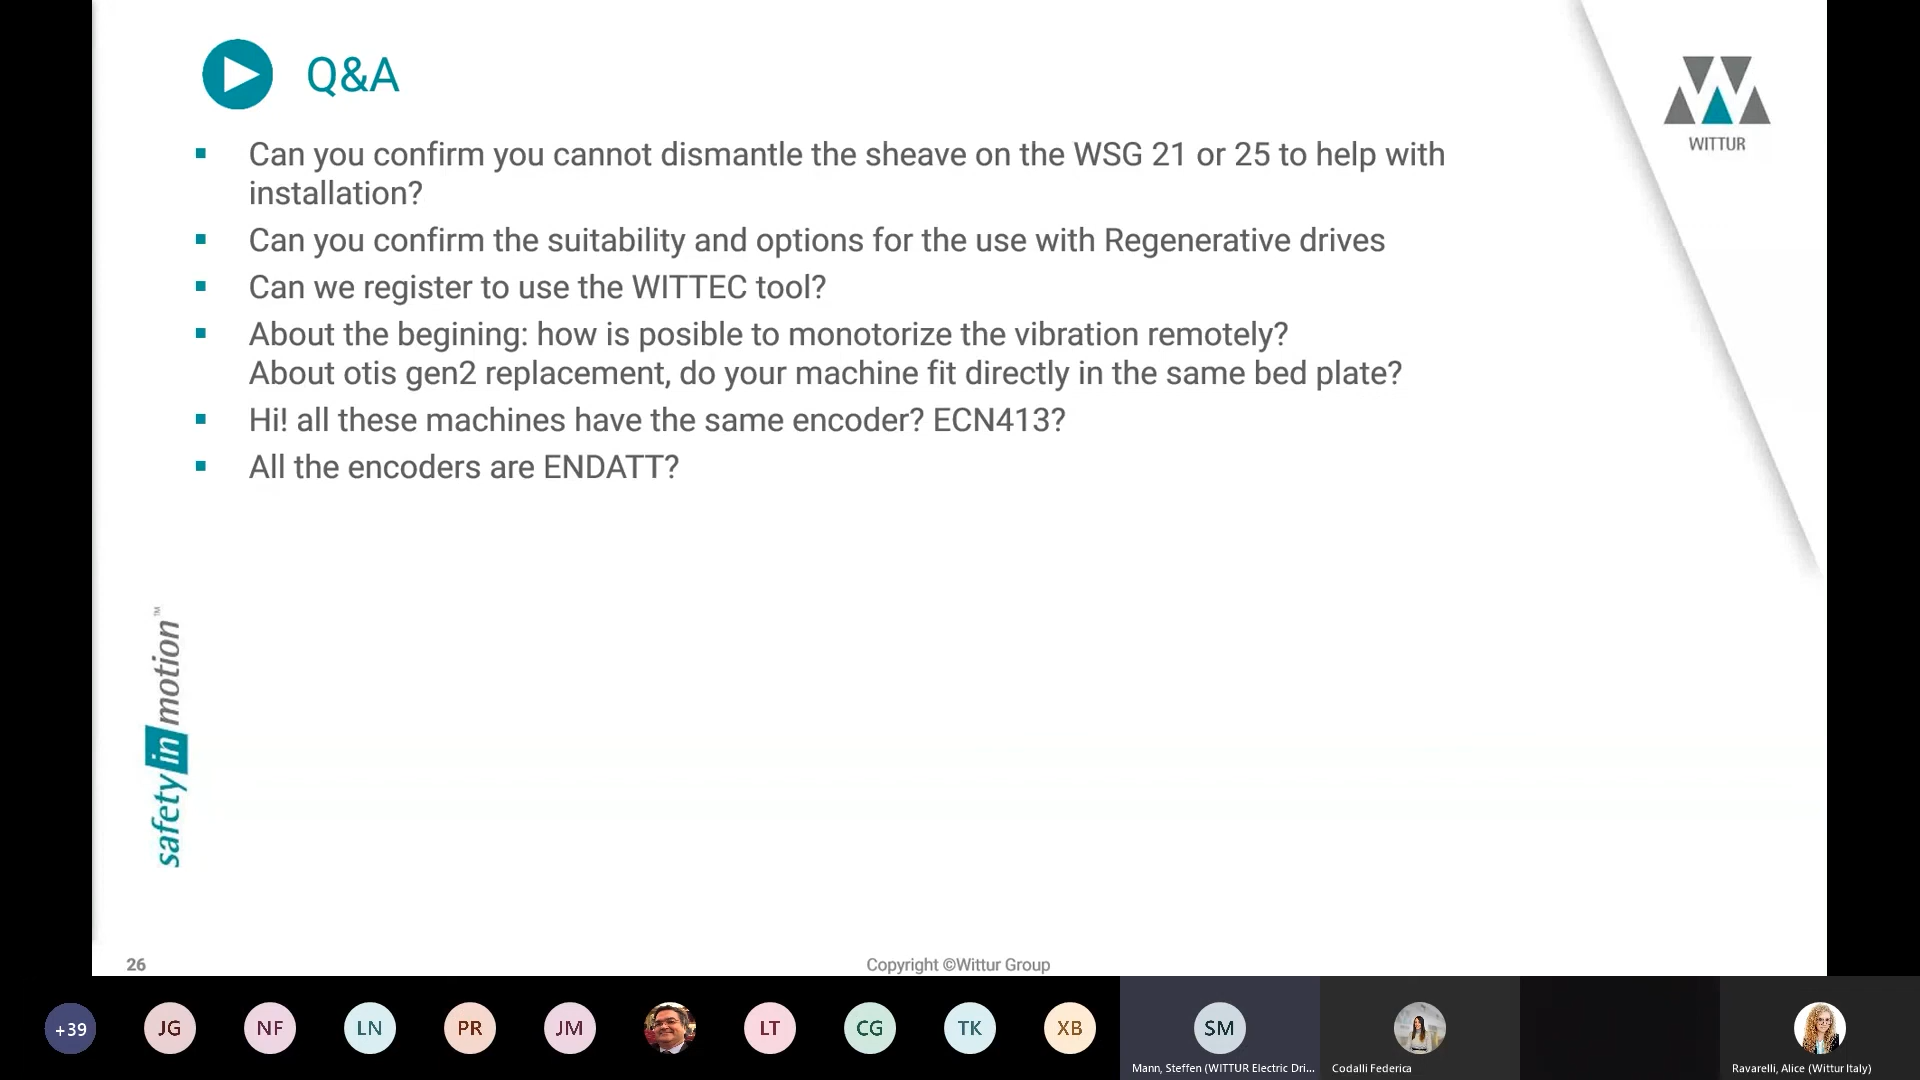 Q&A
WITTUR
Can you confirm you cannot dismantle the sheave on the WSG 21 or 25 to help with
installation?
Can you confirm the suitability and options for the use with Regenerative drives
Can we register to use the WITTEC tool?
About the begining: how is posible to monotorize the vibration remotely?
About otis gen2 replacement, do your machine fit directly in the same bed plate?
Hi! all these machines have the same encoder? ECN413?
All the encoders are ENDATT?
safety in motion™
26
Copyright ©Wittur Group
+39
JG
NF
LN
PR
JM
LT
CG
TK
XB
SM
Mann, Steffen (WITTUR Electric Dri...
Codalli Federica
Ravarelli, Alice (Wittur Italy)